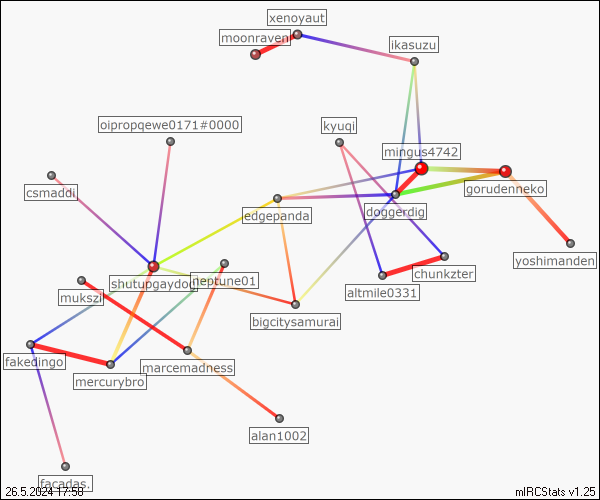 xenoyaut
moonraven
ikasuzu
oipropqewe0171#0000
kyuqi
mingus4742
csmaddi
gorudenneko
edgepanda
doggerdig
yoshimanden
shutupgaydog
neptune01
chunkzter
mukszi
altmile0331
bigcitysamurai
fakedingo
marcemadness
mercurybro
alan1002
facadas.
26.5.2024 17:58
mIRCStats v1.25